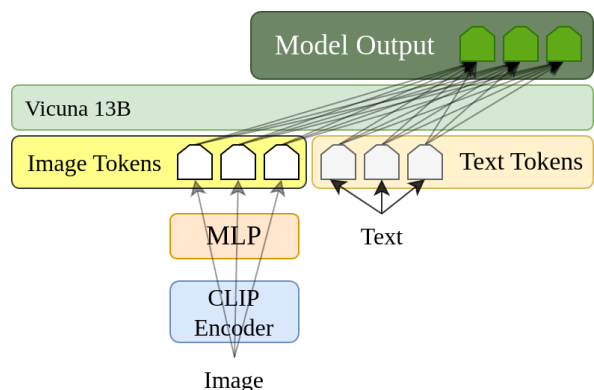 Model Output
Vicuna 13B
Image Tokens
Text Tokens
MLP
Text
CLIP
Encoder
Image